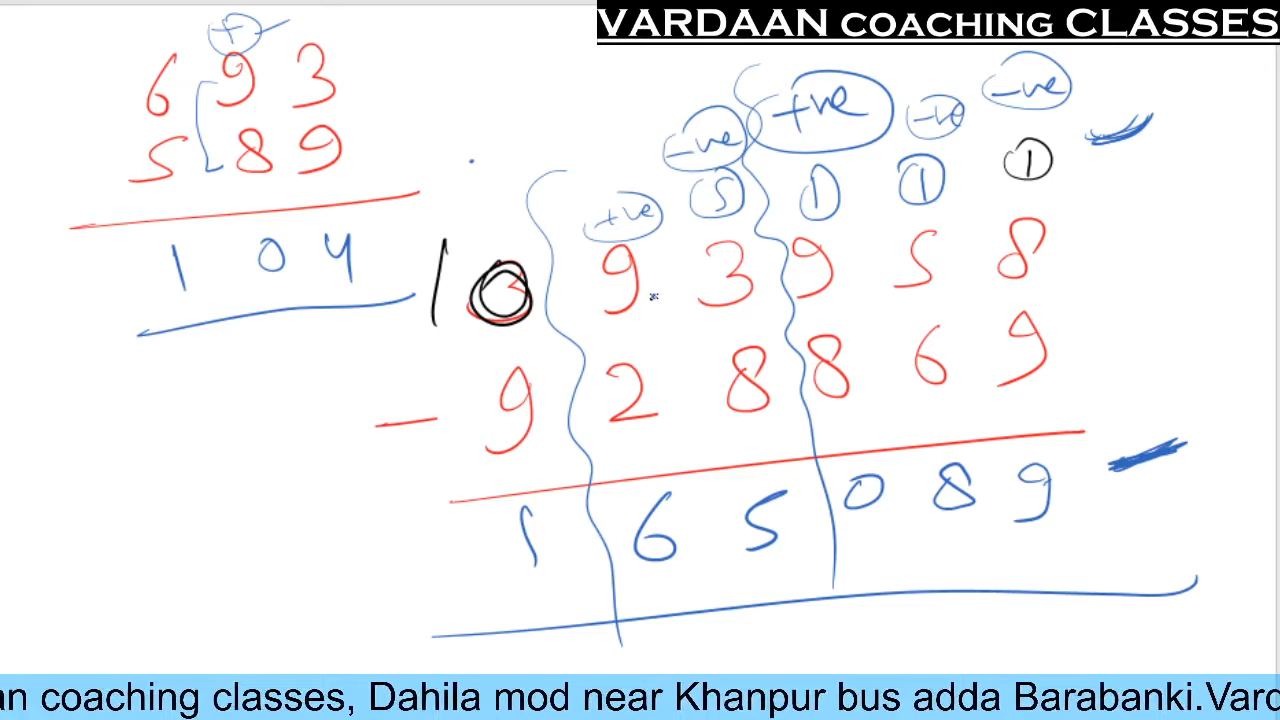 VARDAAN COACHING CLASSES
+
6 9 3
5 8 9
1 0 4
+ve -ve +ve -ve -ve
5 1 1 1
1 0 9 3 9 5 8
- 9 2 8 8 6 9
1 6 5 0 8 9
an coaching classes, Dahila mod near Khanpur bus adda Barabanki.Vard